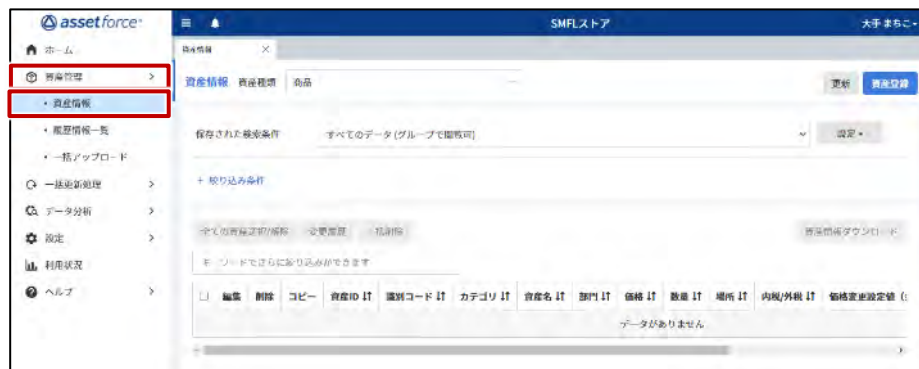 assetforce
SMFLストア
大手 まちこ
ホーム
資産管理
・資産情報
・履歴情報一覧
・一括アップロード
一括更新処理
データ分析
設定
利用状況
ヘルプ
資産情報 ×
資産情報 資産種類 商品
更新 資産登録
保存された検索条件 すべてのデータ (グループで閲覧可)
設定
+ 絞り込み条件
全ての資産選択/解除
資産情報ダウンロード
キーワードでさらに絞り込みができます
編集 削除 コピー 資産ID 識別コード カテゴリ 資産名 部門 価格 数量 場所 内税/外税 価格変更設定値
データがありません